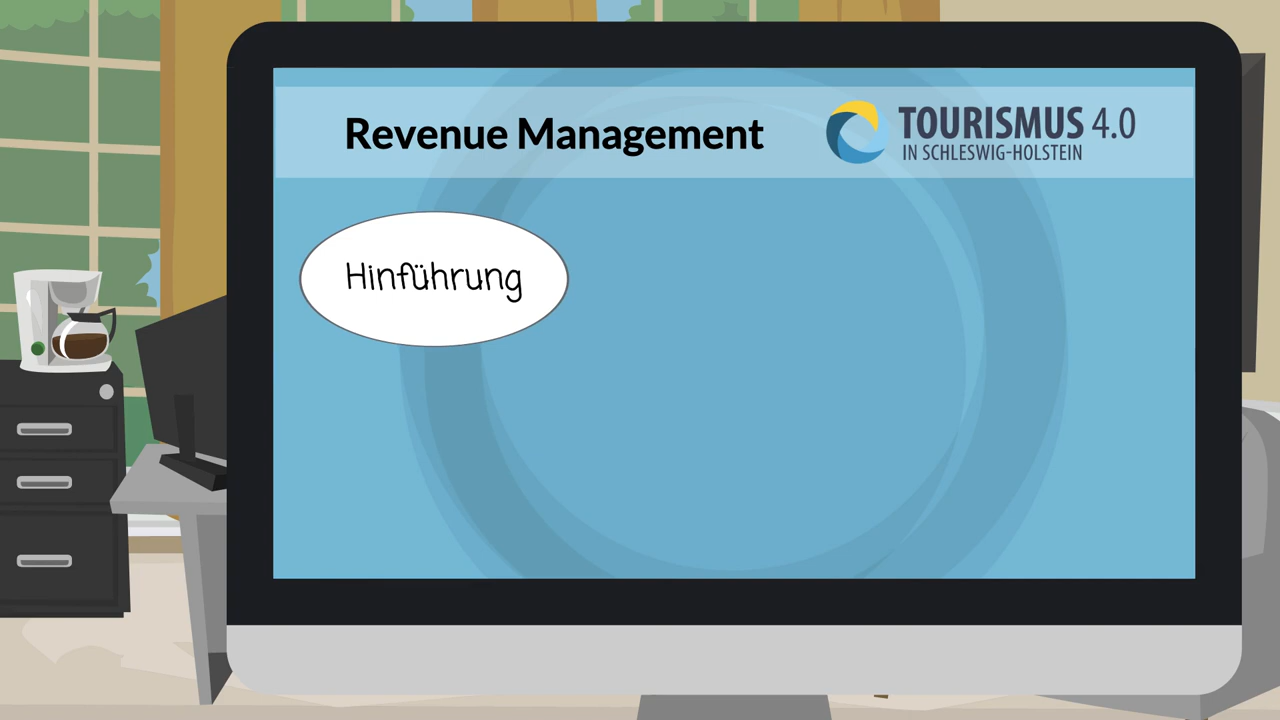 Revenue Management
TOURISMUS 4.0
IN SCHLESWIG-HOLSTEIN
Hinführung